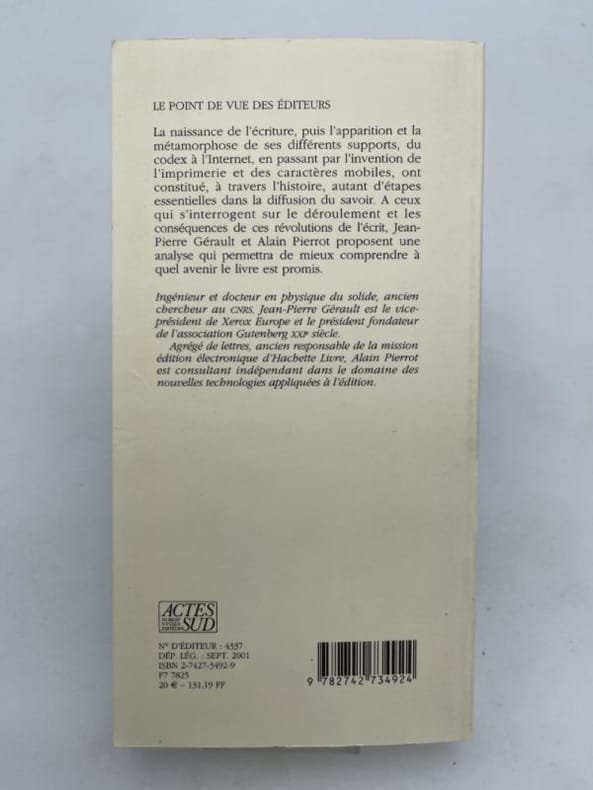 LE POINT DE VUE DES ÉDITEURS
La naissance de l'écriture, puis l'apparition et la
métamorphose de ses différents supports, du
codex à l'Internet, en passant par l'invention de
l'imprimerie et des caractères mobiles, ont
constitué, à travers l'histoire, autant d'étapes
essentielles dans la diffusion du savoir. A ceux
qui s'interrogent sur le déroulement et les
conséquences de ces révolutions de l'écrit, Jean-
Pierre Gérault et Alain Pierrot proposent une
analyse qui permettra de mieux comprendre à
quel avenir le livre est promis.
Ingénieur et docteur en physique du solide, ancien
chercheur au CNRS, Jean-Pierre Gérault est le vice-
président de Xerox Europe et le président fondateur
de l'association Gutenberg XXIe siècle.
Agrégé de lettres, ancien responsable de la mission
édition électronique d'Hachette Livre, Alain Pierrot
est consultant indépendant dans le domaine des
nouvelles technologies appliquées à l'édition.
ACTES
HUBERT
NYSSEN
ÉDITEUR
SUD
N° D'ÉDITEUR : 4337
DÉP. LÉG. : SEPT. 2001
ISBN 2-7427-3492-9
F7 7825
20 € – 131,19 FF
9 782742 734924